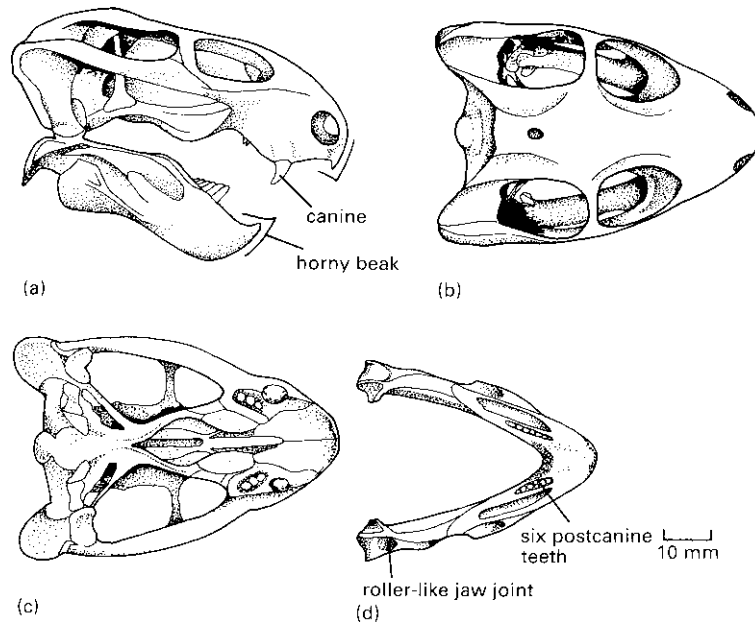 canine
horny beak
(a)
(b)
six postcanine
teeth
10 mm
roller-like jaw joint
(c)
(d)